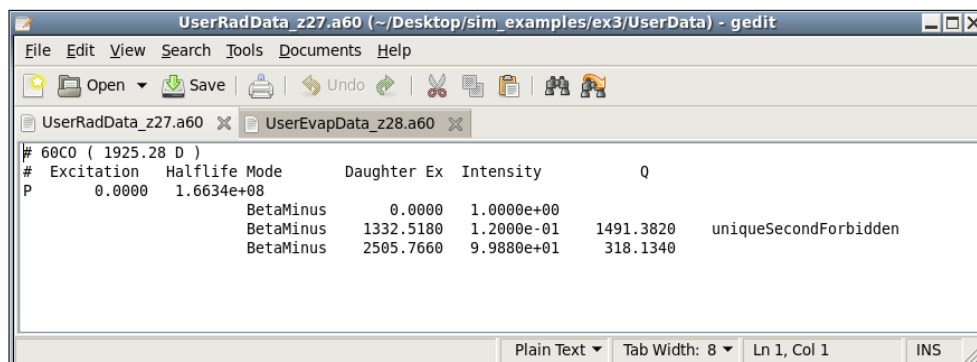 UserRadData_z27.a60 (~/Desktop/sim_examples/ex3/UserData) - gedit
File Edit View Search Tools Documents Help
Open Save Undo
UserRadData_z27.a60 UserEvapData_z28.a60
# 60CO ( 1925.28 D )
# Excitation Halflife Mode Daughter Ex Intensity Q
P 0.0000 1.6634e+08
BetaMinus 0.0000 1.0000e+00
BetaMinus 1332.5180 1.2000e-01 1491.3820 uniqueSecondForbidden
BetaMinus 2505.7660 9.9880e+01 318.1340
Plain Text Tab Width: 8 Ln 1, Col 1 INS